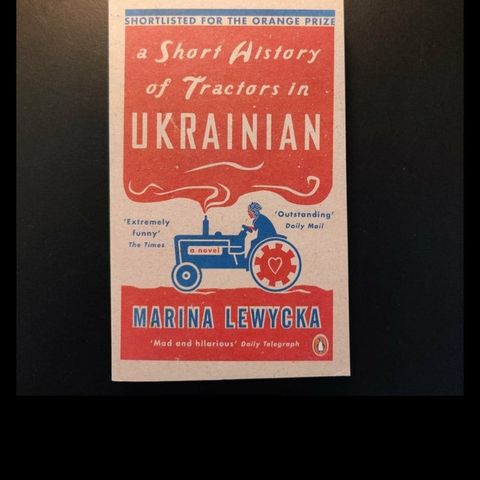 SHORTLISTED FOR THE ORANGE PRIZE
a Short History
of Tractors in
UKRAINIAN
'Extremely
funny'
The Times
'Outstanding'
Daily Mail
a novel
MARINA LEWYCKA
'Mad and hilarious' Daily Telegraph